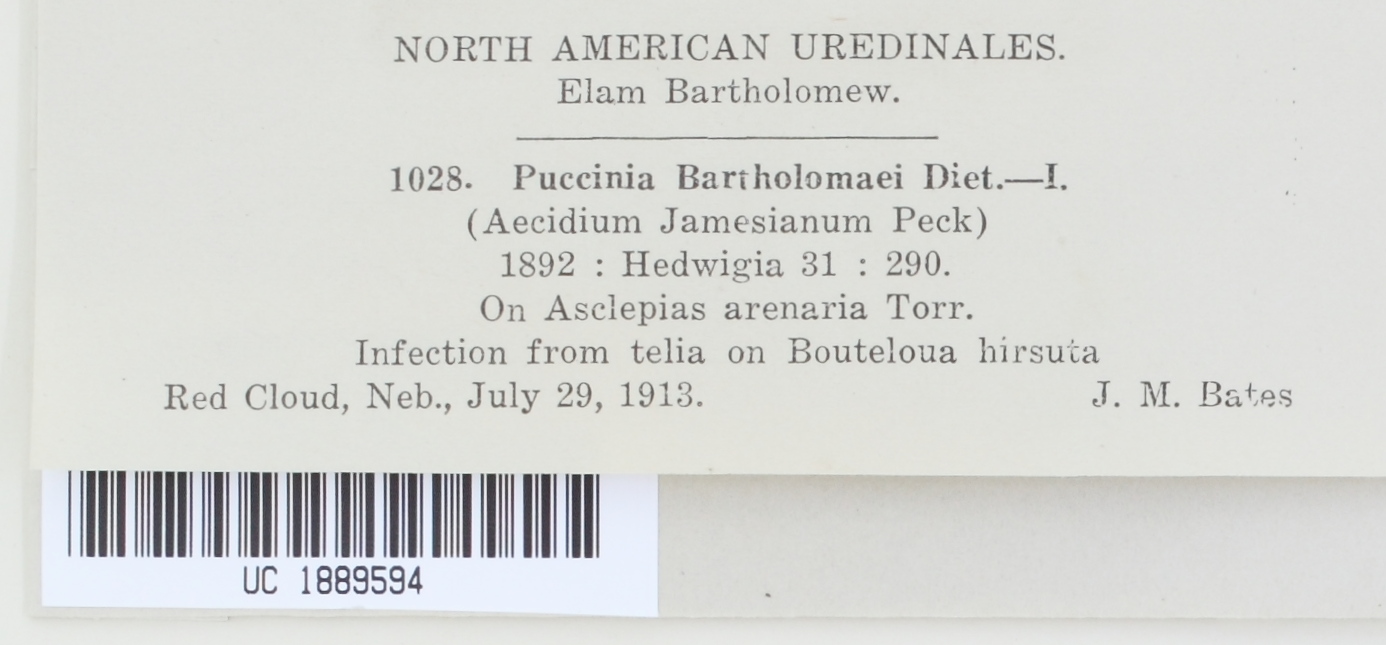 NORTH AMERICAN UREDINALES.
Elam Bartholomew.
1028. Puccinia Bartholomaei Diet.—I.
(Aecidium Jamesianum Peck)
1892 : Hedwigia 31 : 290.
On Asclepias arenaria Torr.
Infection from telia on Bouteloua hirsuta
Red Cloud, Neb., July 29, 1913. J. M. Bates
UC 1889594